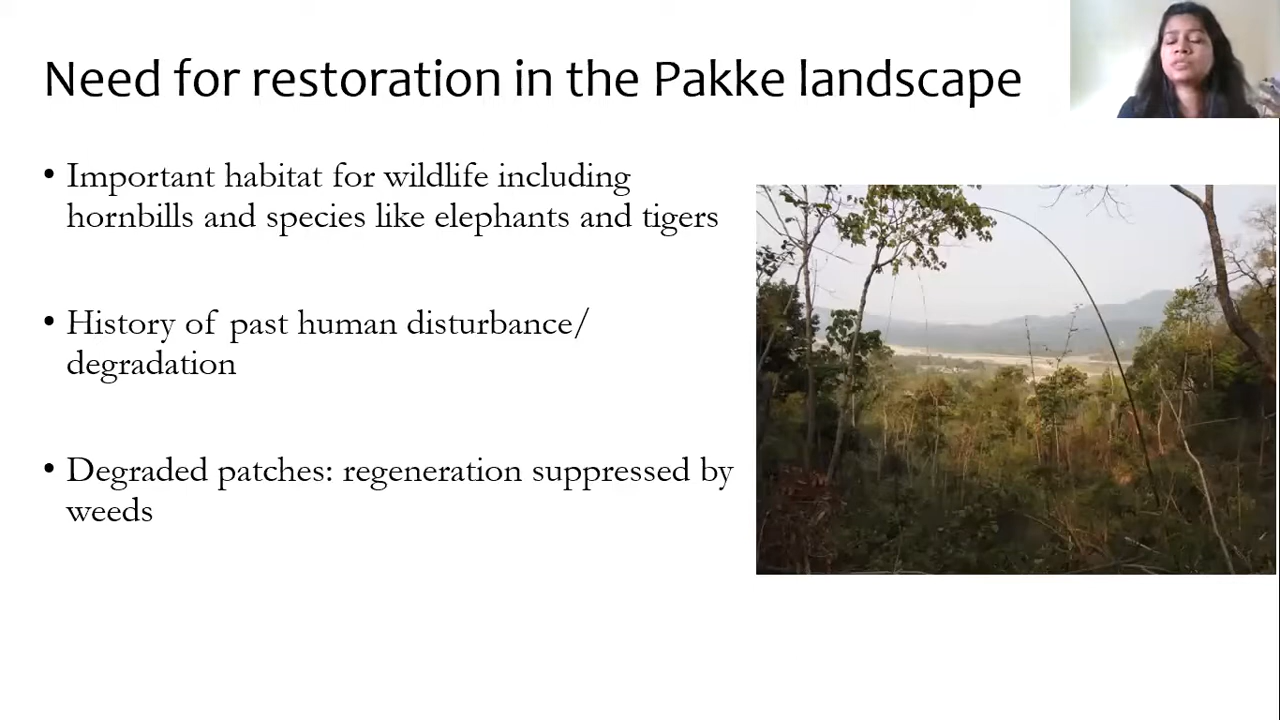 Need for restoration in the Pakke landscape
• Important habitat for wildlife including
hornbills and species like elephants and tigers
• History of past human disturbance/
degradation
• Degraded patches: regeneration suppressed by
weeds